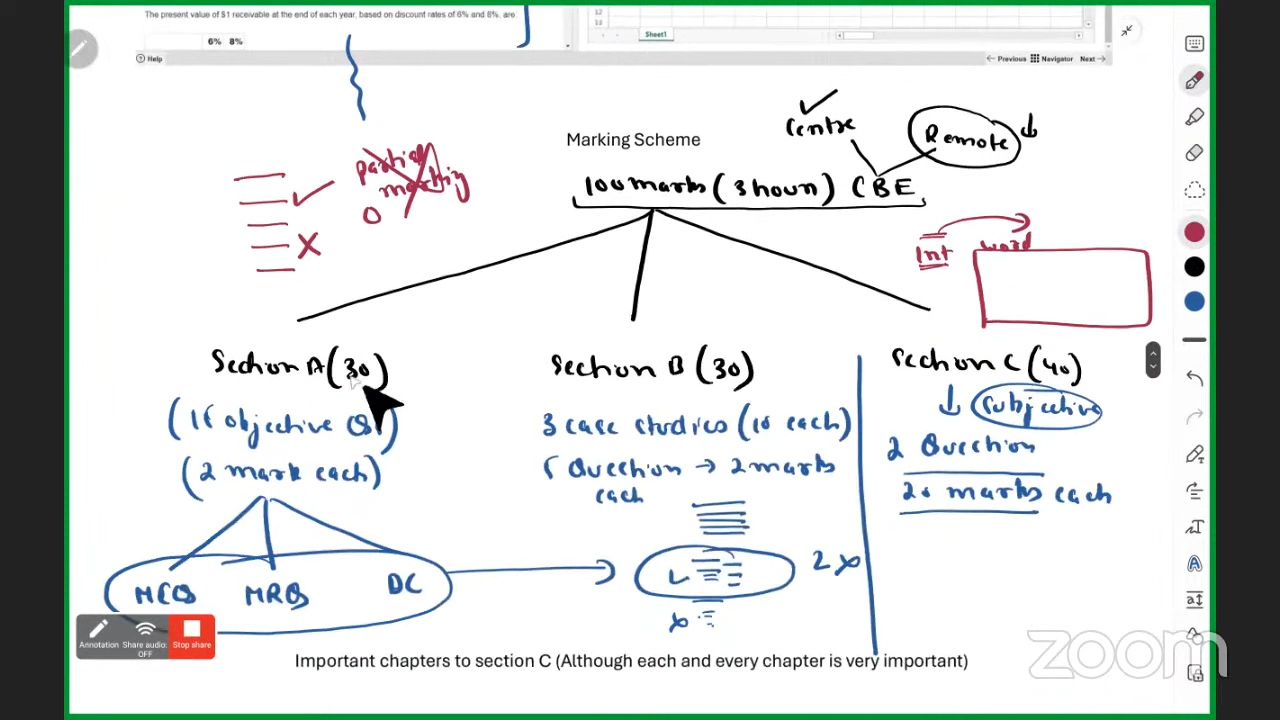 The present value of $1 receivable at the end of each year, based on discount rates of 6% and 8%, are:
6% 8%
Help
Sheet1
Previous Navigator Next
Marking Scheme
Centre
Remote
100 marks (3 hours) CBE
partial
marking
0
Int
word
Section A (30)
(15 objective Qs)
(2 mark each)
MCQs MRQs DC
Section B (30)
3 case studies (10 each)
5 Question → 2 marks
each
2 x
x
Section C (40)
↓ Subjective
2 Question
20 marks each
Annotation
Share audio: OFF
Stop share
Important chapters to section C (Although each and every chapter is very important)
zoom